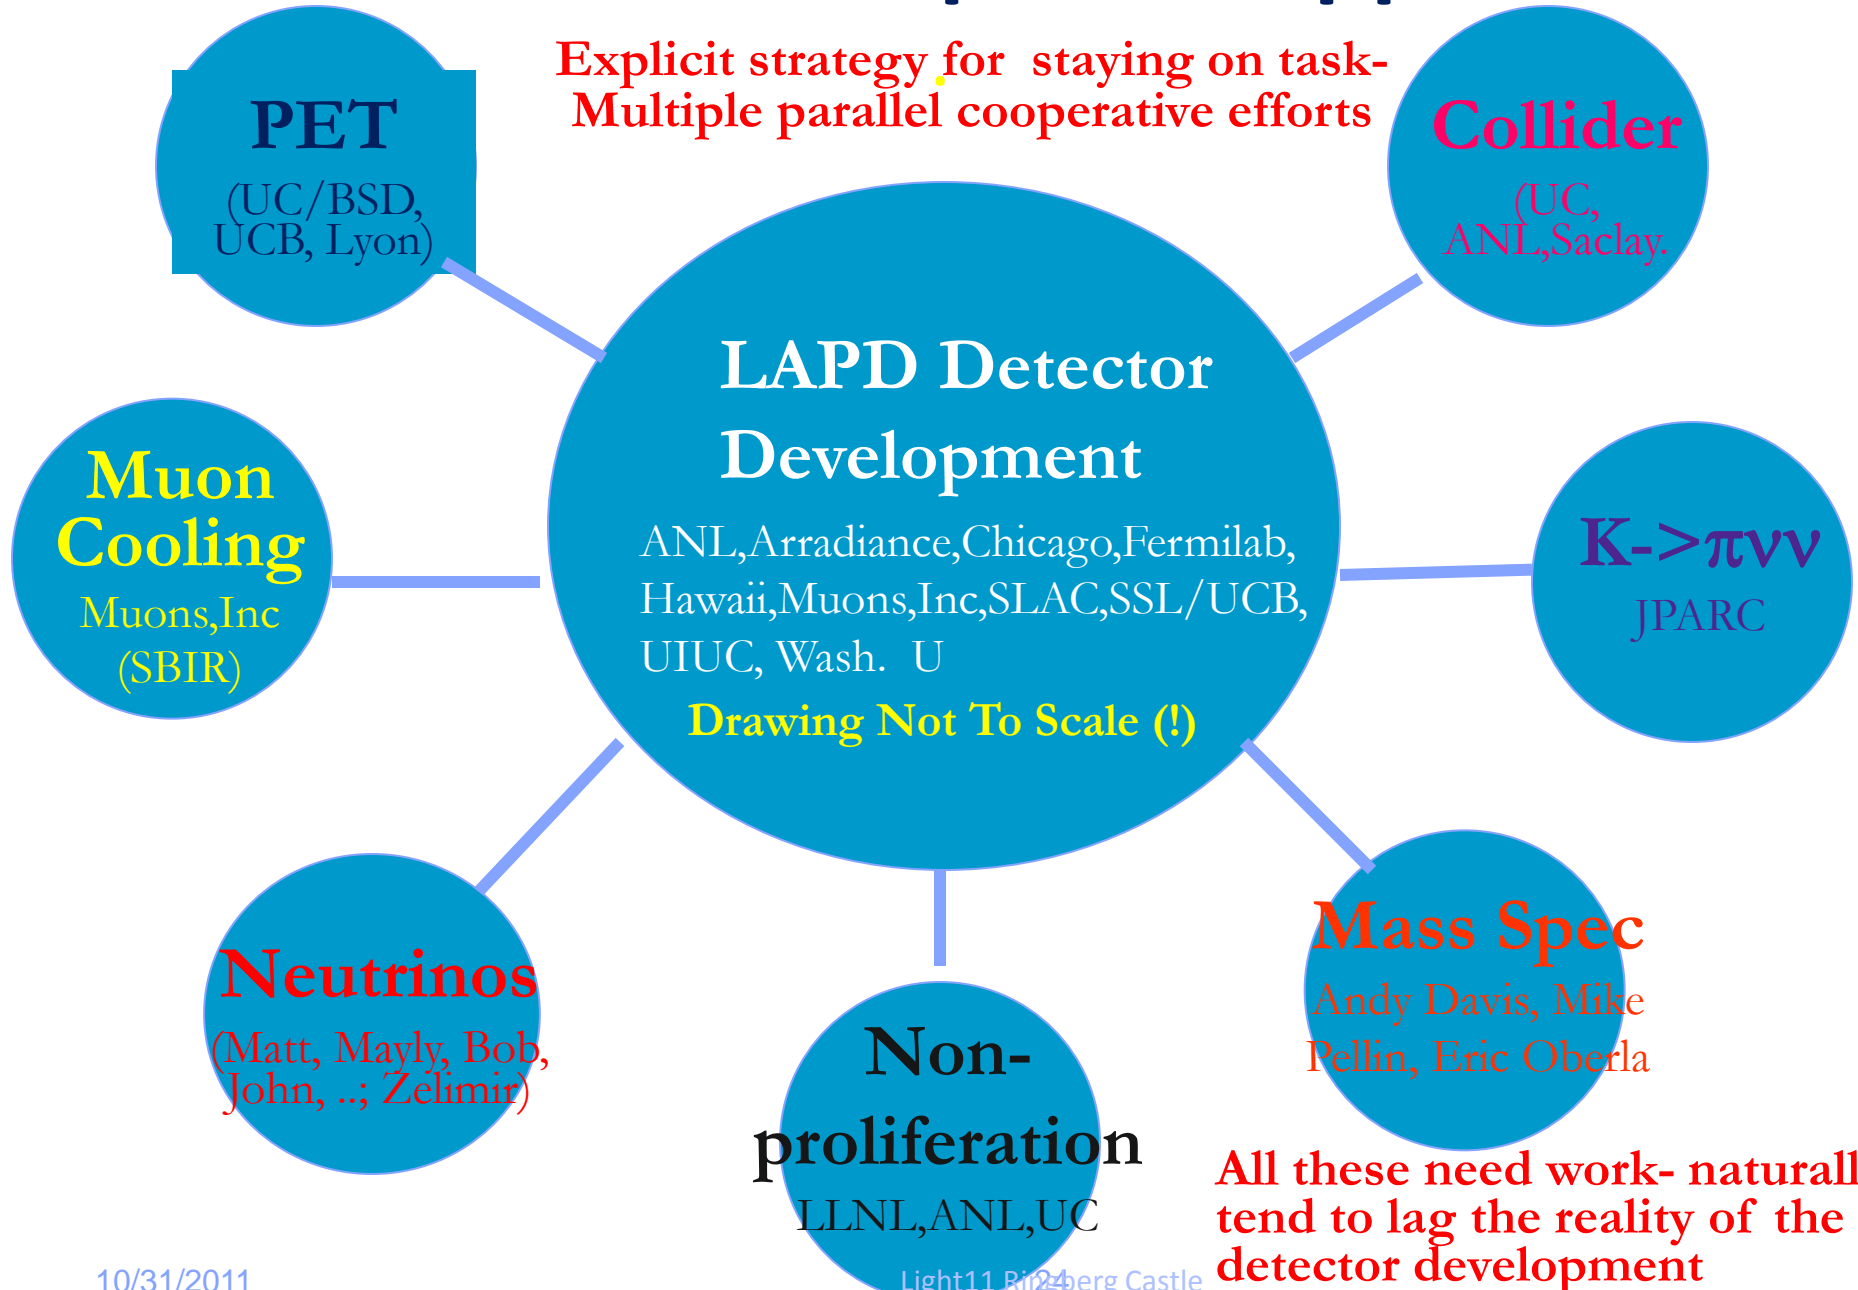 Explicit strategy for staying on task-
Multiple parallel cooperative efforts
PET
(UC/BSD,
UCB, Lyon)
Collider
(UC,
ANL,Saclay.
LAPD Detector
Development
ANL,Arradiance,Chicago,Fermilab,
Hawaii,Muons,Inc,SLAC,SSL/UCB,
UIUC, Wash. U
Drawing Not To Scale (!)
Muon
Cooling
Muons,Inc
(SBIR)
K->πνν
JPARC
Neutrinos
(Matt, Mayly, Bob,
John, ..; Zelimir)
Non-
proliferation
LLNL,ANL,UC
Mass Spec
Andy Davis, Mike
Pellin, Eric Oberla
All these need work- naturall
tend to lag the reality of the
detector development
10/31/2011
Light11 Ringberg Castle
24